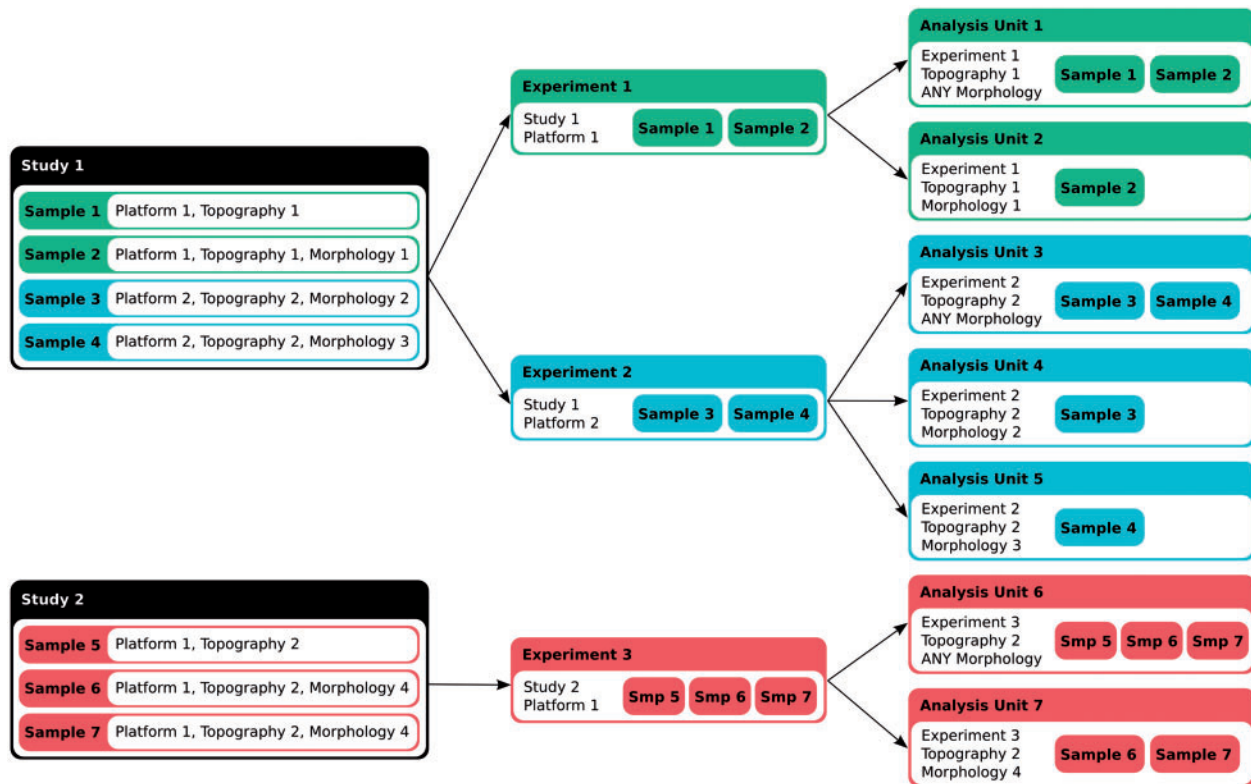 Study 1
Sample 1 Platform 1, Topography 1
Sample 2 Platform 1, Topography 1, Morphology 1
Sample 3 Platform 2, Topography 2, Morphology 2
Sample 4 Platform 2, Topography 2, Morphology 3
Study 2
Sample 5 Platform 1, Topography 2
Sample 6 Platform 1, Topography 2, Morphology 4
Sample 7 Platform 1, Topography 2, Morphology 4
Experiment 1
Study 1
Platform 1
Sample 1 Sample 2
Experiment 2
Study 1
Platform 2
Sample 3 Sample 4
Experiment 3
Study 2
Platform 1
Smp 5 Smp 6 Smp 7
Analysis Unit 1
Experiment 1
Topography 1
ANY Morphology
Sample 1 Sample 2
Analysis Unit 2
Experiment 1
Topography 1
Morphology 1
Sample 2
Analysis Unit 3
Experiment 2
Topography 2
ANY Morphology
Sample 3 Sample 4
Analysis Unit 4
Experiment 2
Topography 2
Morphology 2
Sample 3
Analysis Unit 5
Experiment 2
Topography 2
Morphology 3
Sample 4
Analysis Unit 6
Experiment 3
Topography 2
ANY Morphology
Smp 5 Smp 6 Smp 7
Analysis Unit 7
Experiment 3
Topography 2
Morphology 4
Sample 6 Sample 7